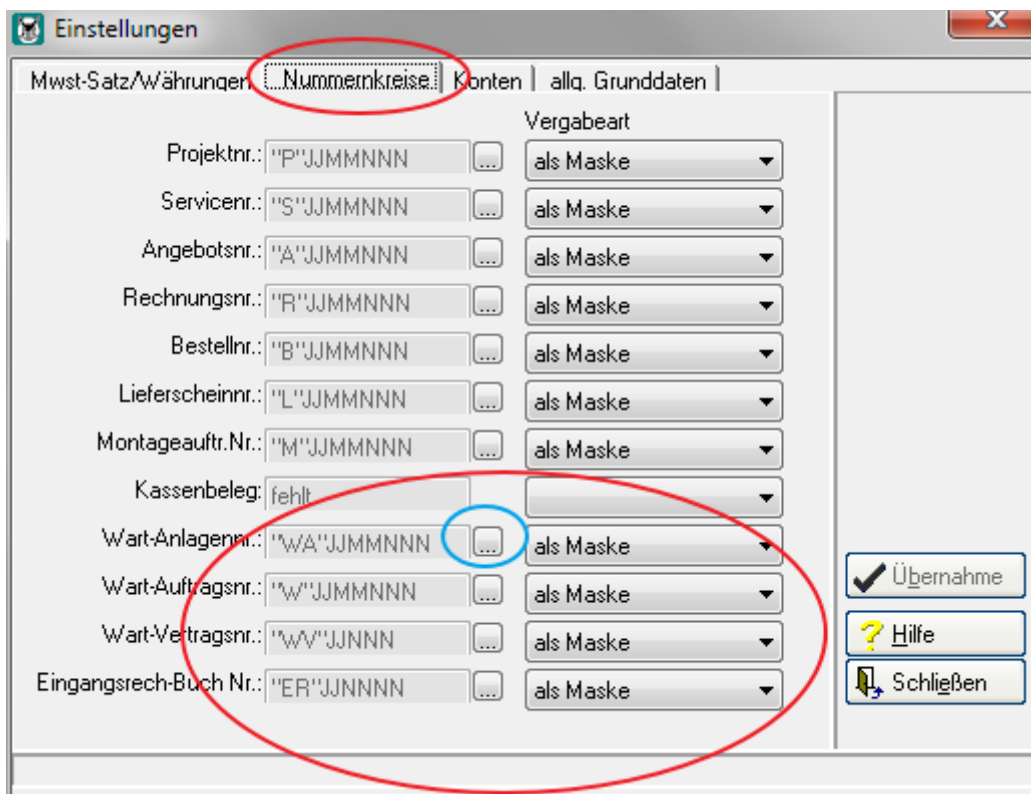 Einstellungen
Mwst-Satz/Währungen Nummernkreise Konten allg. Grunddaten
Vergabeart
Projektnr.: "P"JJMMNNN ... als Maske
Servicenr.: "S"JJMMNNN ... als Maske
Angebotsnr.: "A"JJMMNNN ... als Maske
Rechnungsnr.: "R"JJMMNNN ... als Maske
Bestellnr.: "B"JJMMNNN ... als Maske
Lieferscheinnr.: "L"JJMMNNN ... als Maske
Montageauftr.Nr.: "M"JJMMNNN ... als Maske
Kassenbeleg: fehlt
Wart-Anlagennr.: "WA"JJMMNNN ... als Maske
Wart-Auftragsnr.: "W"JJMMNNN ... als Maske
Wart-Vertragsnr.: "WV"JJNNN ... als Maske
Eingangsrech-Buch Nr.: "ER"JJNNNN ... als Maske
Übernahme
Hilfe
Schließen